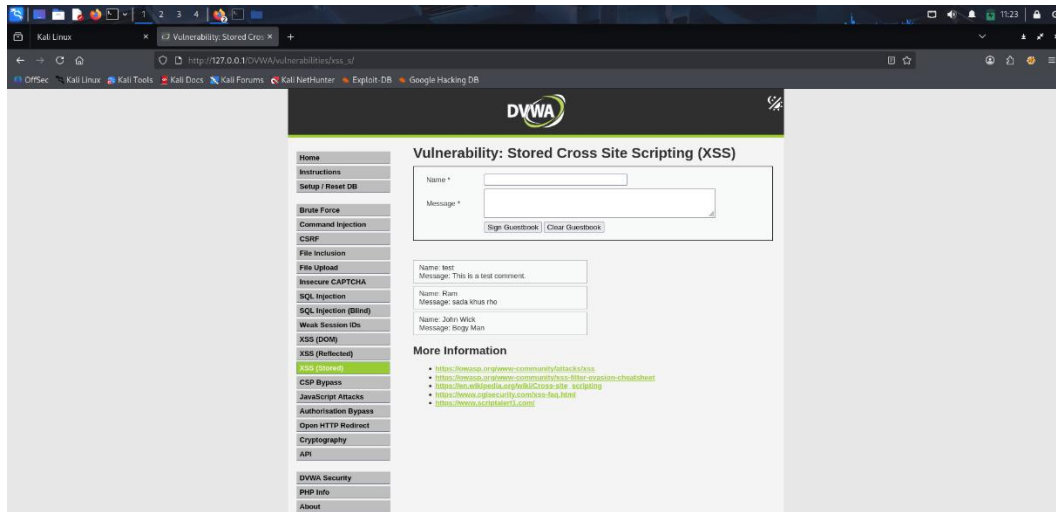 1 2 3 4
11:23
Kali Linux
Vulnerability: Stored Cros
http://127.0.0.1/DVWA/vulnerabilities/xss_s/
OffSec
Kali Linux
Kali Tools
Kali Docs
Kali Forums
Kali NetHunter
Exploit-DB
Google Hacking DB
DVWA
Home
Instructions
Setup / Reset DB
Brute Force
Command Injection
CSRF
File Inclusion
File Upload
Insecure CAPTCHA
SQL Injection
SQL Injection (Blind)
Weak Session IDs
XSS (DOM)
XSS (Reflected)
XSS (Stored)
CSP Bypass
JavaScript Attacks
Authorisation Bypass
Open HTTP Redirect
Cryptography
API
DVWA Security
PHP Info
About
Vulnerability: Stored Cross Site Scripting (XSS)
Name *
Message *
Sign Guestbook
Clear Guestbook
Name: test
Message: This is a test comment.
Name: Ram
Message: sada khus rho
Name: John Wick
Message: Bogy Man
More Information
https://owasp.org/www-community/attacks/xss
https://owasp.org/www-community/xss-filter-evasion-cheatsheet
https://en.wikipedia.org/wiki/Cross-site_scripting
https://www.cgisecurity.com/xss-faq.html
https://www.scriptalert1.com/